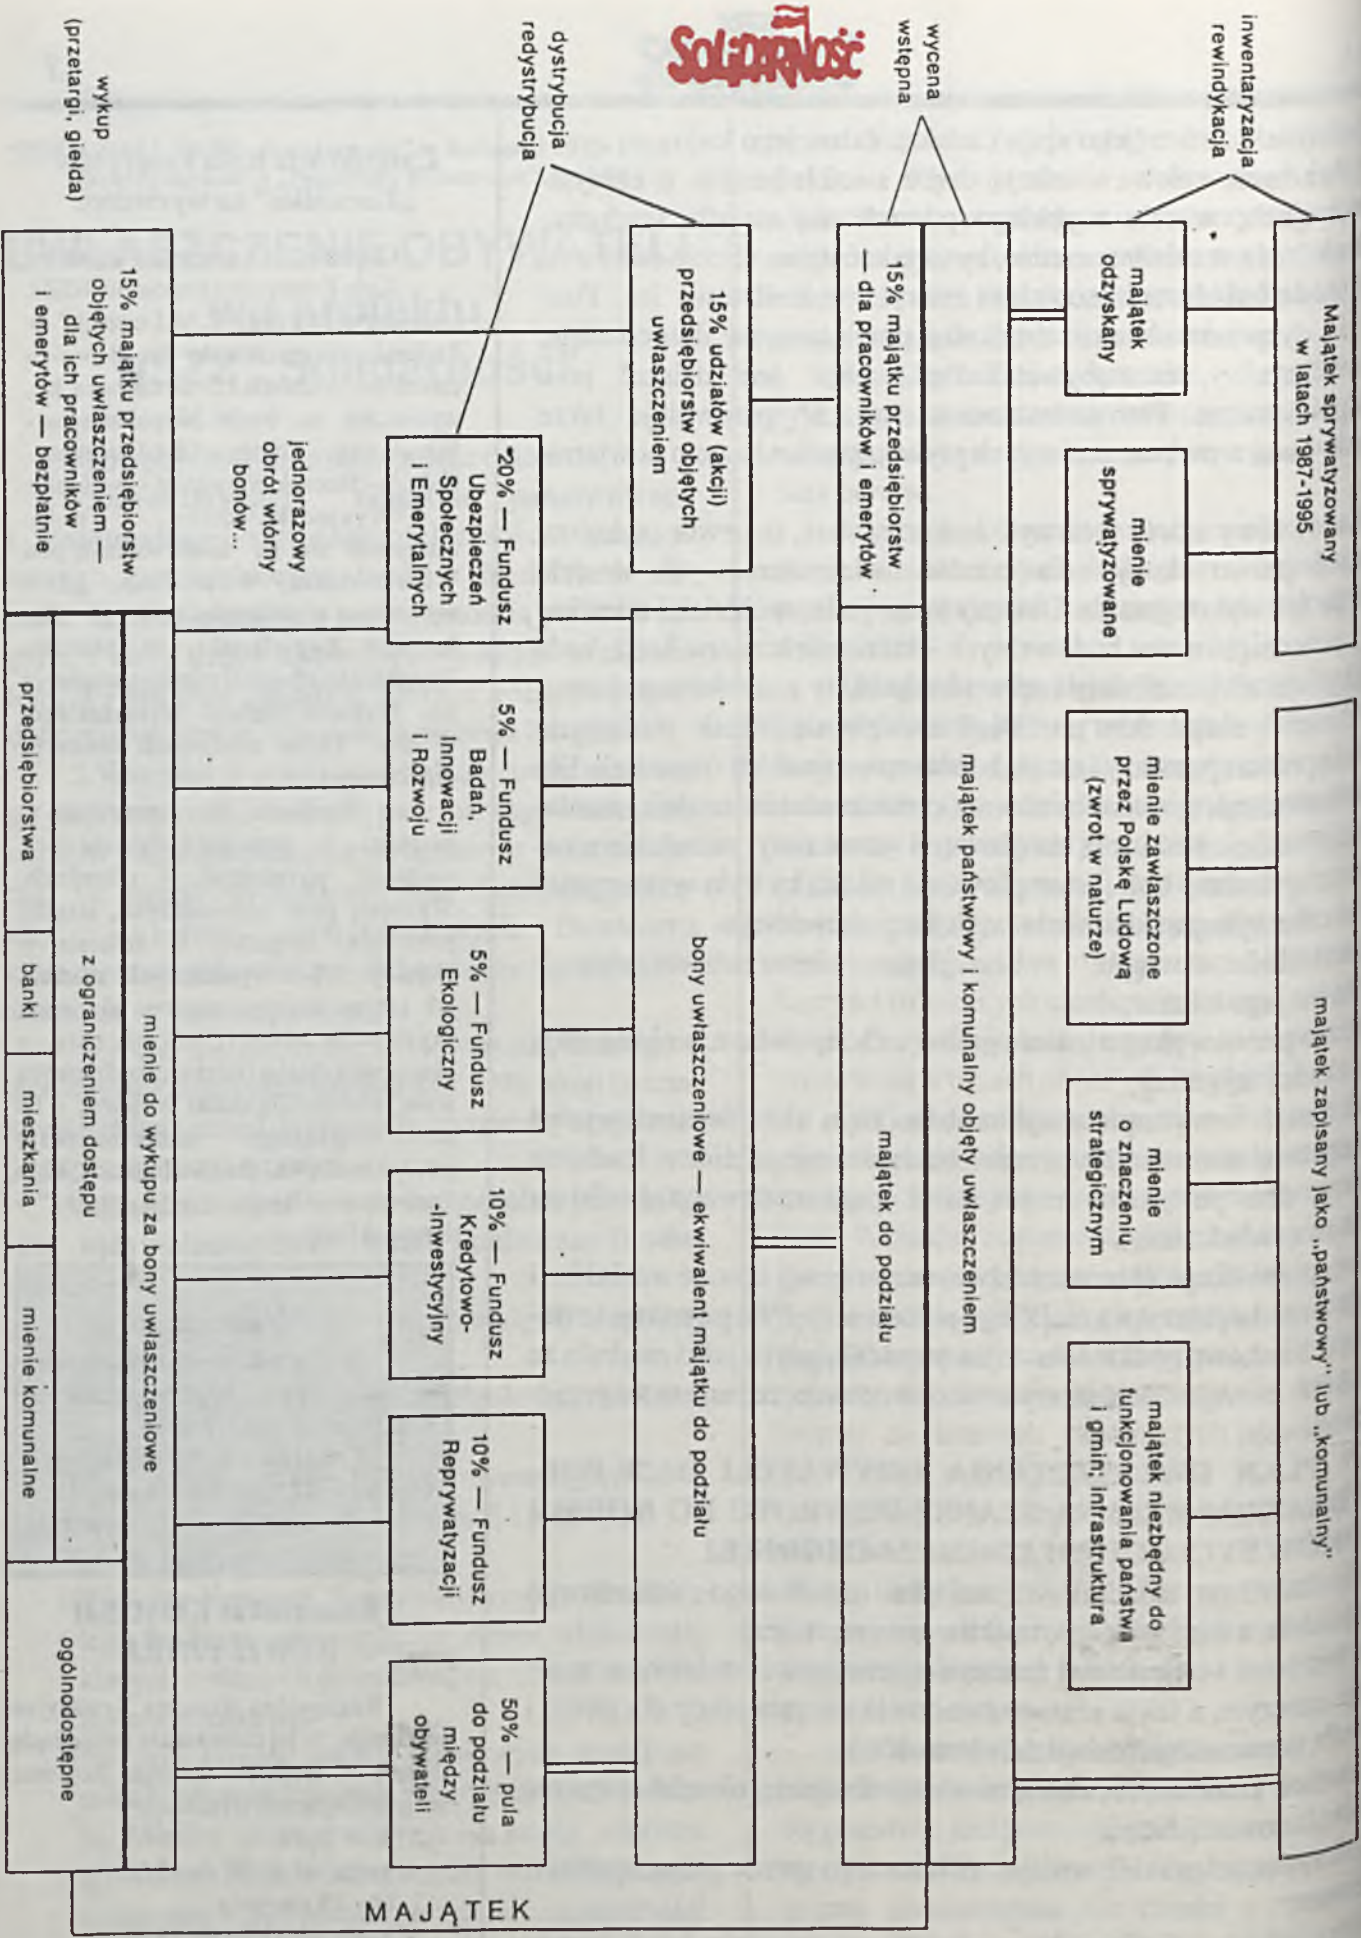 SOLIDARNOŚĆ
MAJĄTEK
inwentaryzacja
rewindykacja
Majątek sprywatyzowany
w latach 1987-1995
majątek zapisany jako „państwowy” lub „komunalny”
majątek
odzyskany
mienie
sprywatyzowane
mienie zawłaszczone
przez Polskę Ludową
(zwrot w naturze)
mienie
o znaczeniu
strategicznym
majątek niezbędny do
funkcjonowania państwa
i gmin; infrastruktura
wycena
wstępna
majątek państwowy i komunalny objęty uwłaszczeniem
15% majątku przedsiębiorstw
— dla pracowników i emerytów
majątek do podziału
dystrybucja
redystrybucja
15% udziałów (akcji)
przedsiębiorstw objętych
uwłaszczeniem
bony uwłaszczeniowe — ekwiwalent majątku do podziału
20% — Fundusz
Ubezpieczeń
Społecznych
i Emerytalnych
5% — Fundusz
Badań,
Innowacji
i Rozwoju
5% — Fundusz
Ekologiczny
10% — Fundusz
Kredytowo-
-Inwestycyjny
10% — Fundusz
Reprywatyzacji
50% — pula
do podziału
między
obywateli
jednorazowy
obrót wtórny
bonów...
wykup
(przetargi, giełda)
15% majątku przedsiębiorstw
objętych uwłaszczeniem —
dla ich pracowników
i emerytów — bezpłatnie
mienie do wykupu za bony uwłaszczeniowe
z ograniczeniem dostępu
ogólnodostępne
przedsiębiorstwa
banki
mieszkania
mienie komunalne